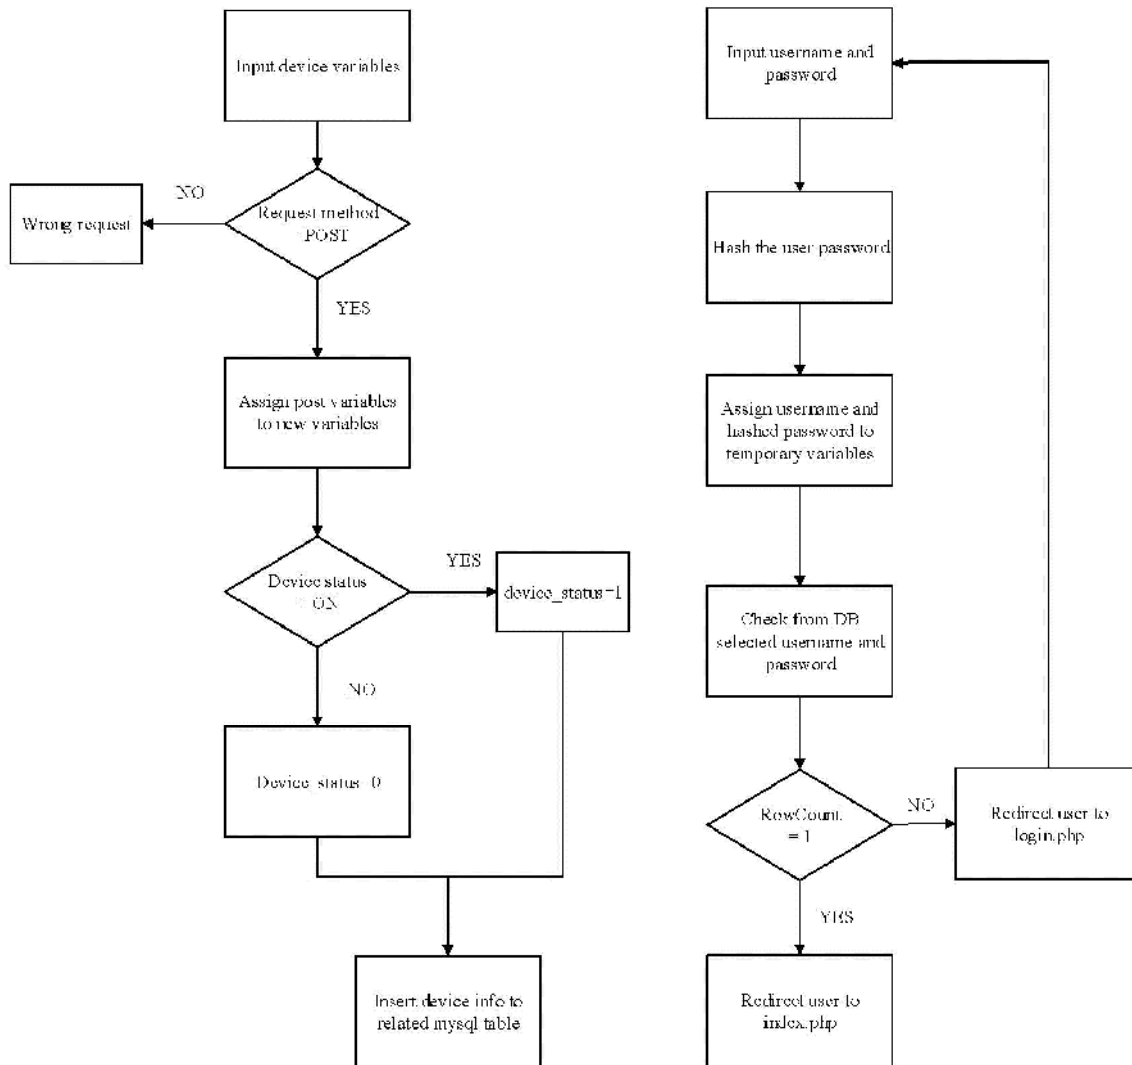 Input device variables
NO
Request method
=POST
Wrong request
YES
Assign post variables
to new variables
Device status
= ON
YES
device_status=1
NO
Device_status=0
Insert device info to
related mysql table
Input username and
password
Hash the user password
Assign username and
hashed password to
temporary variables
Check from DB
selected username and
password
RowCount
= 1
NO
Redirect user to
login.php
YES
Redirect user to
index.php